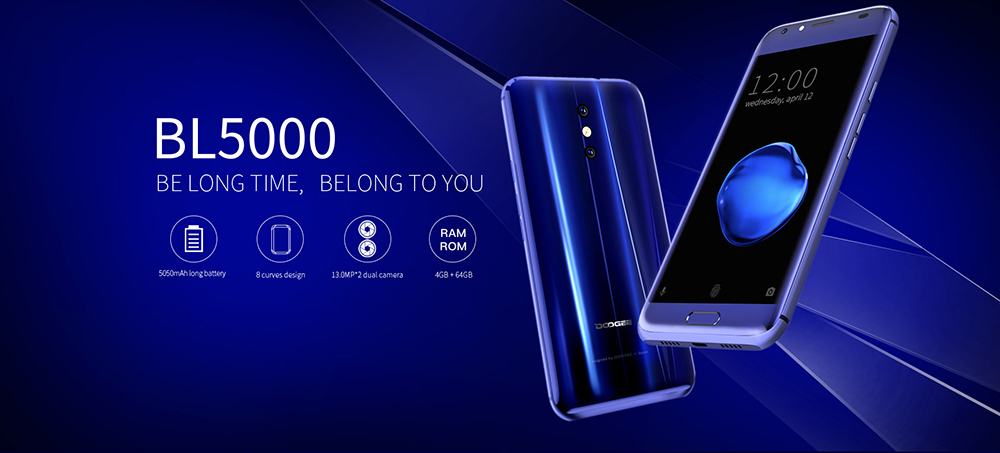 BL5000
BE LONG TIME, BELONG TO YOU
RAM
ROM
5050mAh long battery
8 curves design
13.0MP*2 dual camera
4GB + 64GB
12:00
wednesday, april 12
DOOGEE